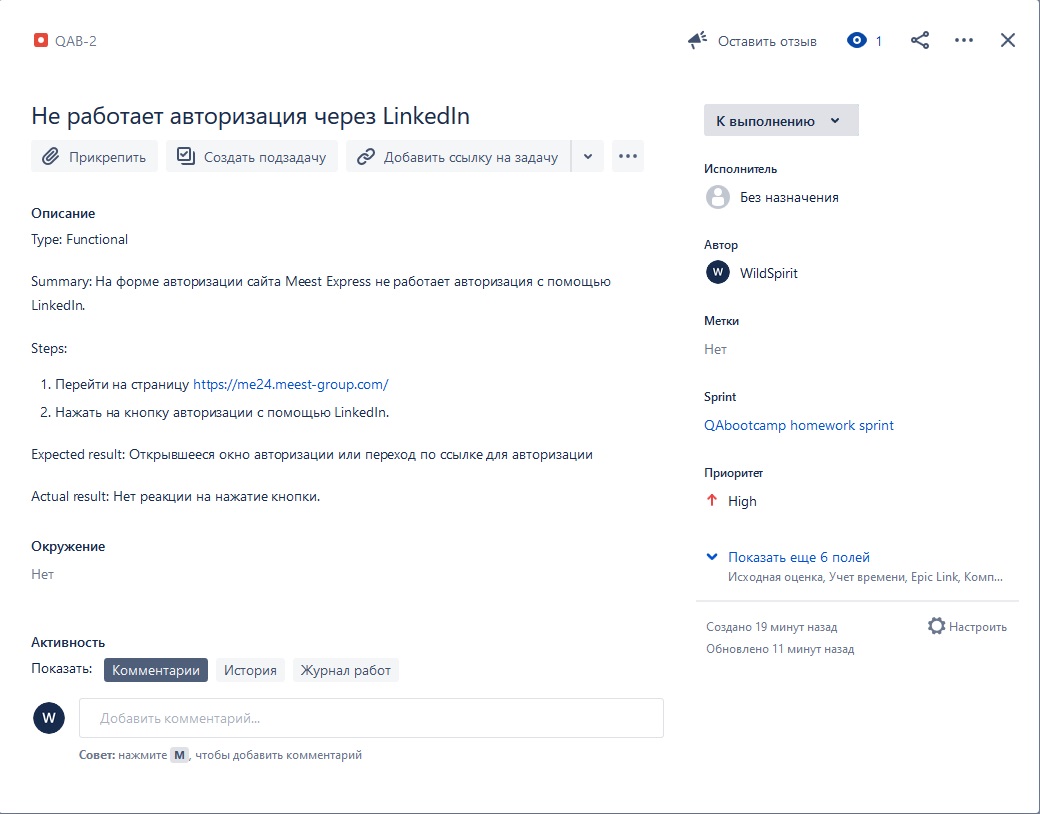 QAB-2
Оставить отзыв
1
Не работает авторизация через LinkedIn
Прикрепить
Создать подзадачу
Добавить ссылку на задачу
Описание
Type: Functional
Summary: На форме авторизации сайта Meest Express не работает авторизация с помощью
LinkedIn.
Steps:
1. Перейти на страницу https://me24.meest-group.com/
2. Нажать на кнопку авторизации с помощью LinkedIn.
Expected result: Открывшееся окно авторизации или переход по ссылке для авторизации
Actual result: Нет реакции на нажатие кнопки.
Окружение
Нет
Активность
Показать:
Комментарии
История
Журнал работ
W
Добавить комментарий...
Совет: нажмите M, чтобы добавить комментарий
К выполнению
Исполнитель
Без назначения
Автор
W
WildSpirit
Метки
Нет
Sprint
QAbootcamp homework sprint
Приоритет
High
Показать еще 6 полей
Исходная оценка, Учет времени, Epic Link, Комп...
Создано 19 минут назад
Настроить
Обновлено 11 минут назад